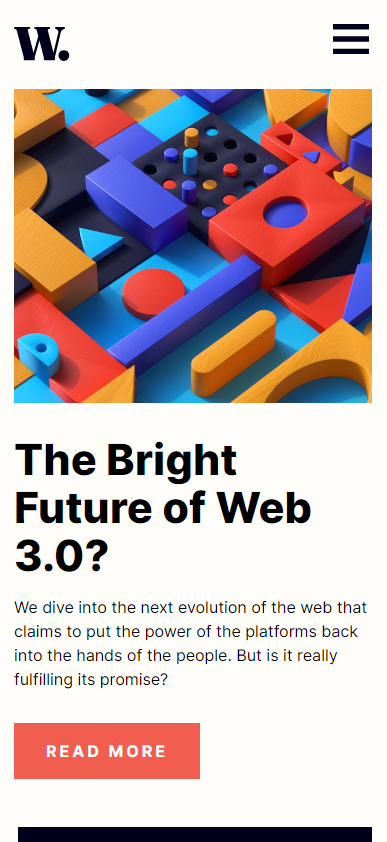 W.
The Bright
Future of Web
3.0?
We dive into the next evolution of the web that
claims to put the power of the platforms back
into the hands of the people. But is it really
fulfilling its promise?
READ MORE